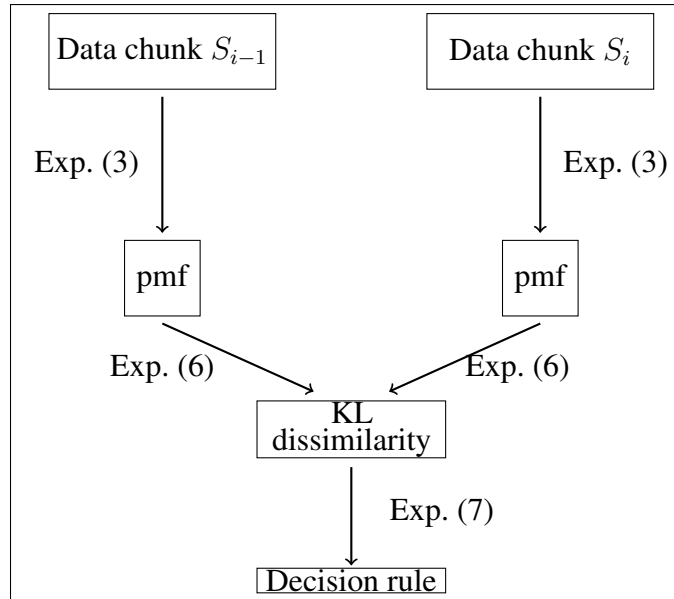 Data chunk S_{i−1}
Data chunk S_i
Exp. (3)
Exp. (3)
pmf
pmf
Exp. (6)
Exp. (6)
KL
dissimilarity
Exp. (7)
Decision rule